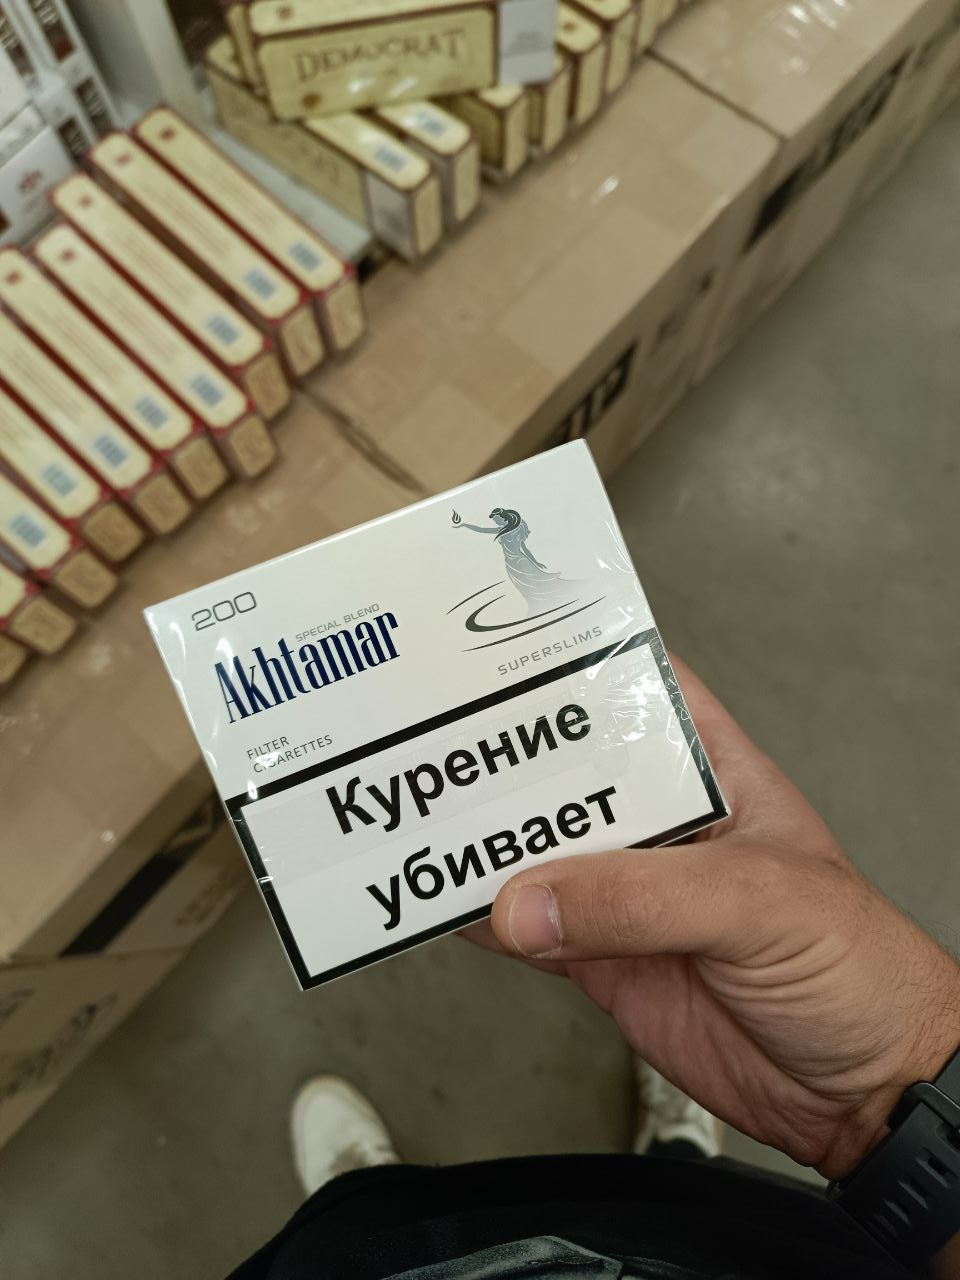 DEMOCRAT
200
SPECIAL BLEND
Akhtamar
SUPERSLIMS
FILTER
CIGARETTES
Курение
убивает